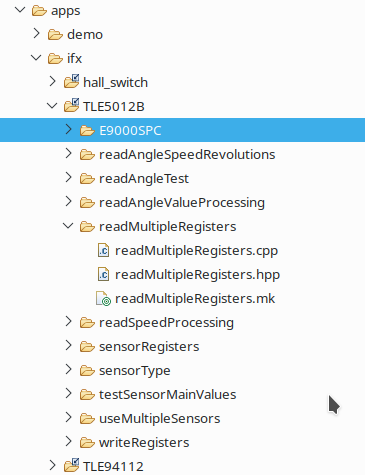 apps
demo
ifx
hall_switch
TLE5012B
E9000SPC
readAngleSpeedRevolutions
readAngleTest
readAngleValueProcessing
readMultipleRegisters
readMultipleRegisters.cpp
readMultipleRegisters.hpp
readMultipleRegisters.mk
readSpeedProcessing
sensorRegisters
sensorType
testSensorMainValues
useMultipleSensors
writeRegisters
TLE94112